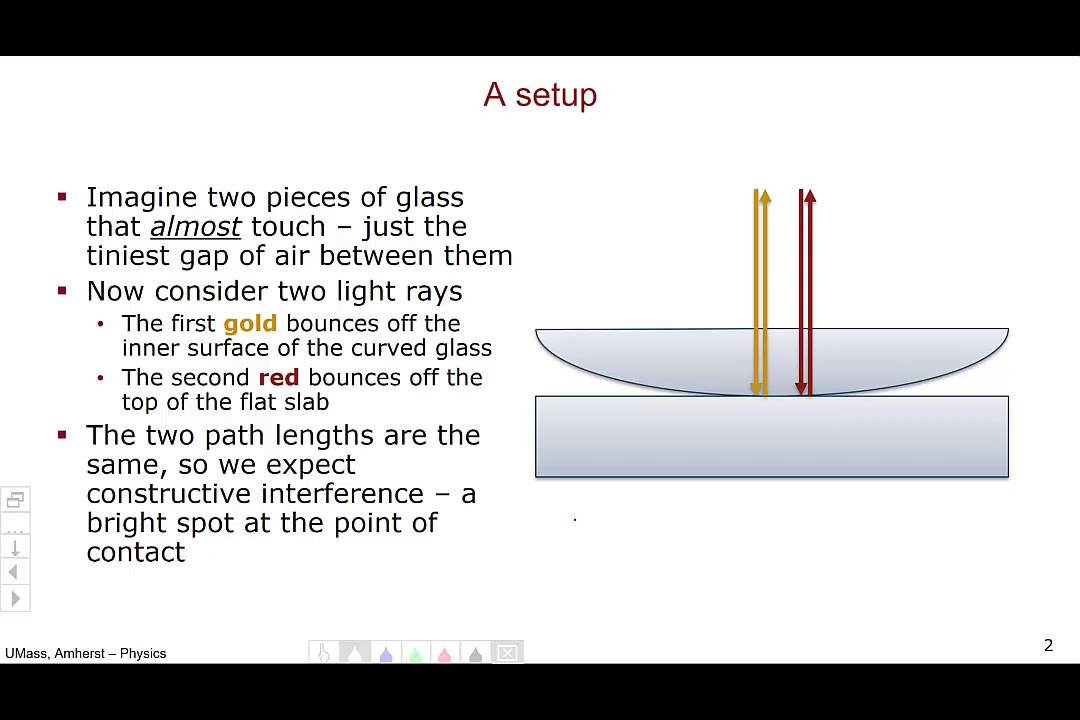 A setup
▪ Imagine two pieces of glass
that almost touch – just the
tiniest gap of air between them
▪ Now consider two light rays
• The first gold bounces off the
inner surface of the curved glass
• The second red bounces off the
top of the flat slab
▪ The two path lengths are the
same, so we expect
constructive interference – a
bright spot at the point of
contact
UMass, Amherst – Physics
2